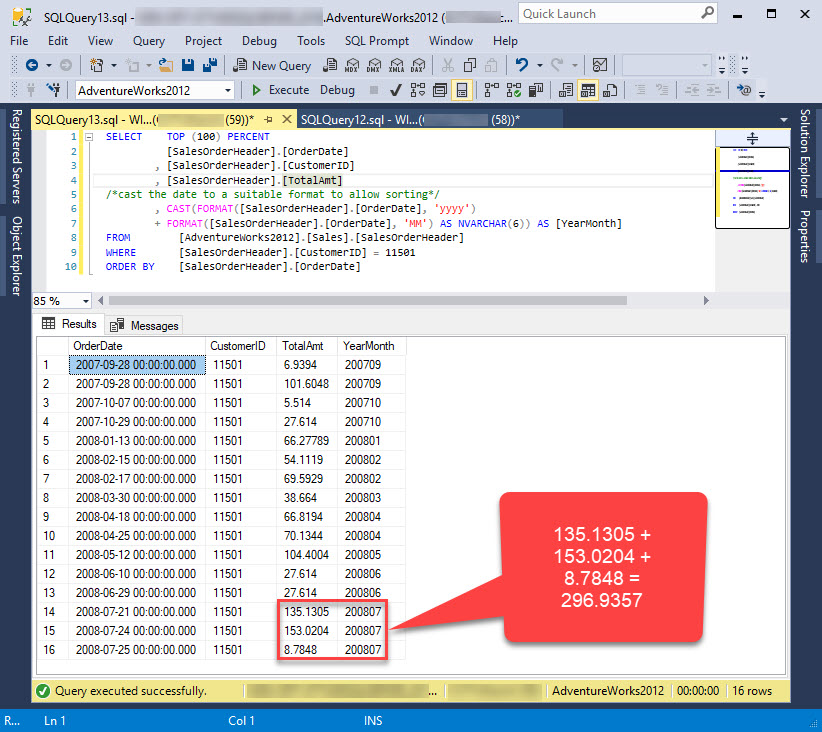 SQLQuery13.sql - .AdventureWorks2012 ( ...
Quick Launch
File Edit View Query Project Debug Tools SQL Prompt Window Help
New Query MDX DMX XMLA DAX
AdventureWorks2012 Execute Debug
SQLQuery13.sql - WI...( (59))* SQLQuery12.sql - WI...( (58))*
Registered Servers
Object Explorer
Solution Explorer
Properties
1 SELECT TOP (100) PERCENT
2 [SalesOrderHeader].[OrderDate]
3 , [SalesOrderHeader].[CustomerID]
4 , [SalesOrderHeader].[TotalAmt]
5 /*cast the date to a suitable format to allow sorting*/
6 , CAST(FORMAT([SalesOrderHeader].[OrderDate], 'yyyy')
7 + FORMAT([SalesOrderHeader].[OrderDate], 'MM') AS NVARCHAR(6)) AS [YearMonth]
8 FROM [AdventureWorks2012].[Sales].[SalesOrderHeader]
9 WHERE [SalesOrderHeader].[CustomerID] = 11501
10 ORDER BY [SalesOrderHeader].[OrderDate]
85 %
Results Messages
OrderDate CustomerID TotalAmt YearMonth
1 2007-09-28 00:00:00.000 11501 6.9394 200709
2 2007-09-28 00:00:00.000 11501 101.6048 200709
3 2007-10-07 00:00:00.000 11501 5.514 200710
4 2007-10-29 00:00:00.000 11501 27.614 200710
5 2008-01-13 00:00:00.000 11501 66.27789 200801
6 2008-02-15 00:00:00.000 11501 54.1119 200802
7 2008-02-17 00:00:00.000 11501 69.5929 200802
8 2008-03-30 00:00:00.000 11501 38.664 200803
9 2008-04-18 00:00:00.000 11501 66.8194 200804
10 2008-04-25 00:00:00.000 11501 70.1344 200804
11 2008-05-12 00:00:00.000 11501 104.4004 200805
12 2008-06-10 00:00:00.000 11501 27.614 200806
13 2008-06-29 00:00:00.000 11501 27.614 200806
14 2008-07-21 00:00:00.000 11501 135.1305 200807
15 2008-07-24 00:00:00.000 11501 153.0204 200807
16 2008-07-25 00:00:00.000 11501 8.7848 200807
135.1305 +
153.0204 +
8.7848 =
296.9357
Query executed successfully. ... AdventureWorks2012 00:00:00 16 rows
R... Ln 1 Col 1 INS